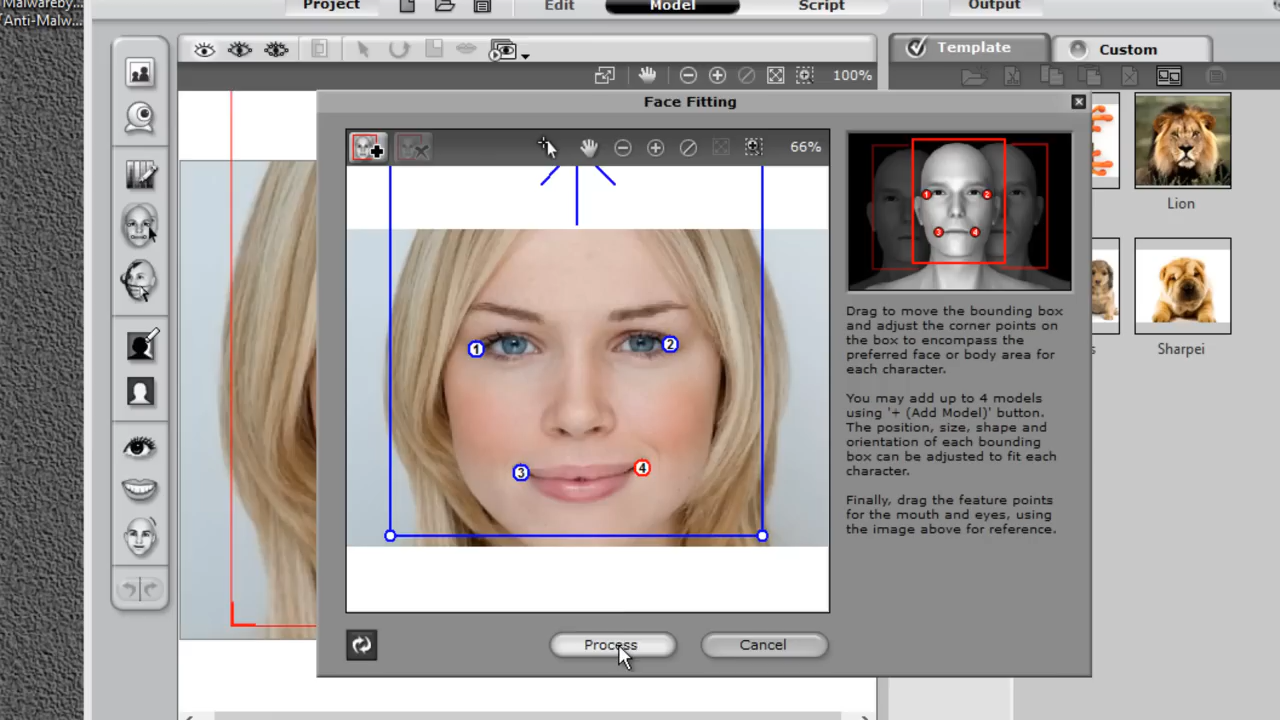 Malwareby...
Anti-Malw...
Project
Edit
Model
Script
Output
Template
Custom
100%
Face Fitting
66%
1
2
3
4
1
2
3
4
Lion
Sharpei
s
Drag to move the bounding box
and adjust the corner points on
the box to encompass the
preferred face or body area for
each character.
You may add up to 4 models
using '+ (Add Model)' button.
The position, size, shape and
orientation of each bounding
box can be adjusted to fit each
character.
Finally, drag the feature points
for the mouth and eyes, using
the image above for reference.
Process
Cancel